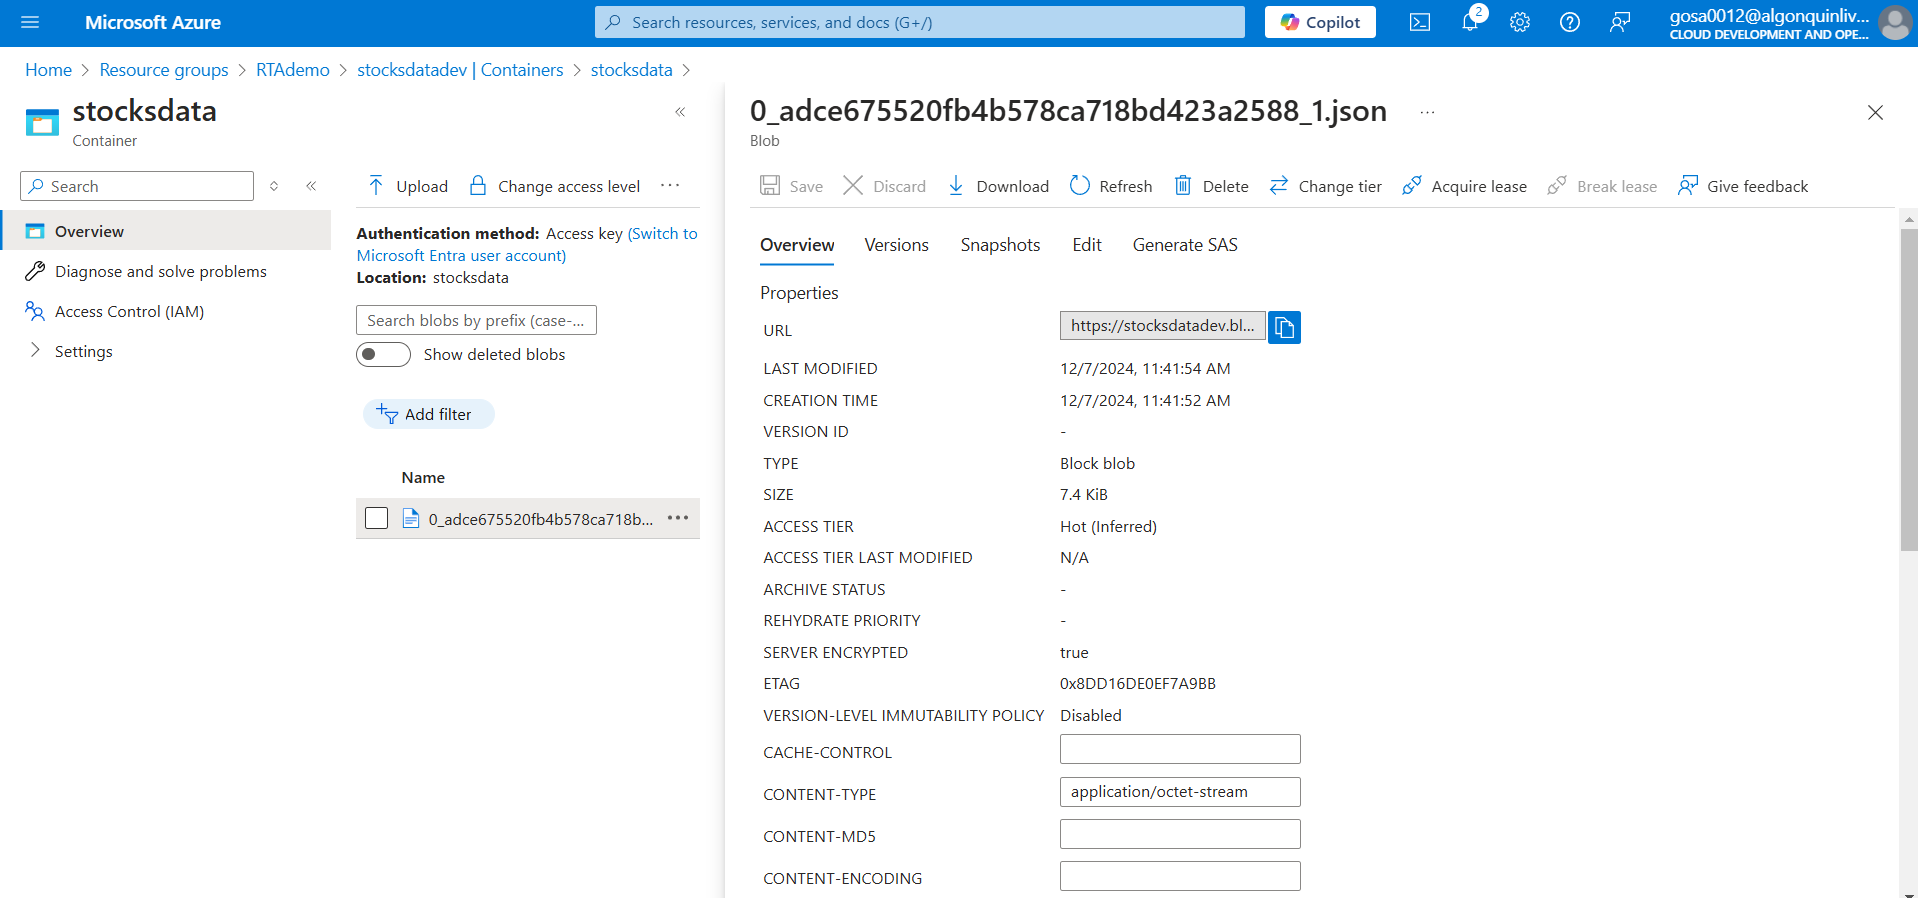 Microsoft Azure
Search resources, services, and docs (G+/)
Copilot
2
gosa0012@algonquinliv...
CLOUD DEVELOPMENT AND OPE...
Home > Resource groups > RTAdemo > stocksdatadev | Containers > stocksdata >
stocksdata
Container
Search
Overview
Diagnose and solve problems
Access Control (IAM)
Settings
Upload
Change access level
Authentication method: Access key (Switch to
Microsoft Entra user account)
Location: stocksdata
Search blobs by prefix (case-...
Show deleted blobs
Add filter
Name
0_adce675520fb4b578ca718b...
0_adce675520fb4b578ca718bd423a2588_1.json
Blob
Save
Discard
Download
Refresh
Delete
Change tier
Acquire lease
Break lease
Give feedback
Overview
Versions
Snapshots
Edit
Generate SAS
Properties
URL https://stocksdatadev.bl...
LAST MODIFIED 12/7/2024, 11:41:54 AM
CREATION TIME 12/7/2024, 11:41:52 AM
VERSION ID -
TYPE Block blob
SIZE 7.4 KiB
ACCESS TIER Hot (Inferred)
ACCESS TIER LAST MODIFIED N/A
ARCHIVE STATUS -
REHYDRATE PRIORITY -
SERVER ENCRYPTED true
ETAG 0x8DD16DE0EF7A9BB
VERSION-LEVEL IMMUTABILITY POLICY Disabled
CACHE-CONTROL
CONTENT-TYPE application/octet-stream
CONTENT-MD5
CONTENT-ENCODING